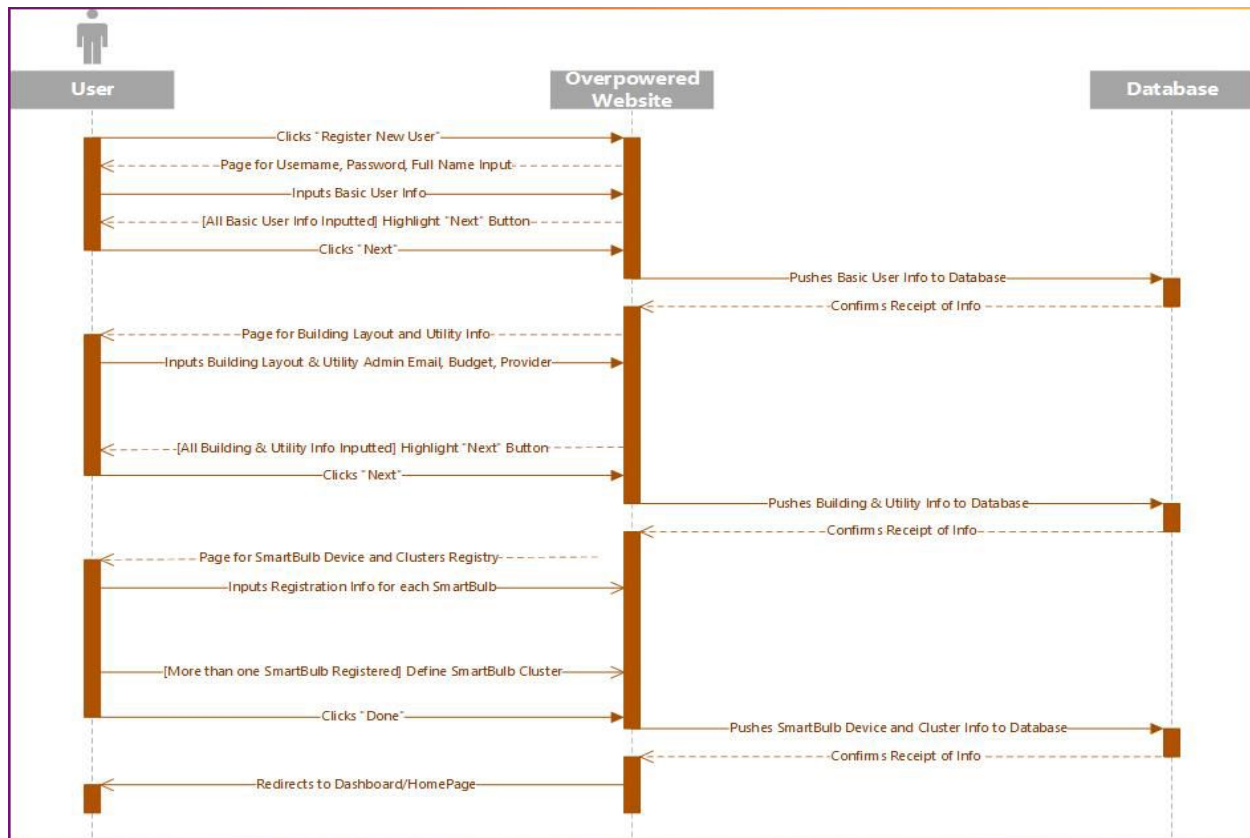 User
Overpowered
Website
Database
Clicks "Register New User"
Page for Username, Password, Full Name Input
Inputs Basic User Info
[All Basic User Info Inputted] Highlight "Next" Button
Clicks "Next"
Pushes Basic User Info to Database
Confirms Receipt of Info
Page for Building Layout and Utility Info
Inputs Building Layout & Utility Admin Email, Budget, Provider
[All Building & Utility Info Inputted] Highlight "Next" Button
Clicks "Next"
Pushes Building & Utility Info to Database
Confirms Receipt of Info
Page for SmartBulb Device and Clusters Registry
Inputs Registration Info for each SmartBulb
[More than one SmartBulb Registered] Define SmartBulb Cluster
Clicks "Done"
Pushes SmartBulb Device and Cluster Info to Database
Confirms Receipt of Info
Redirects to Dashboard/HomePage